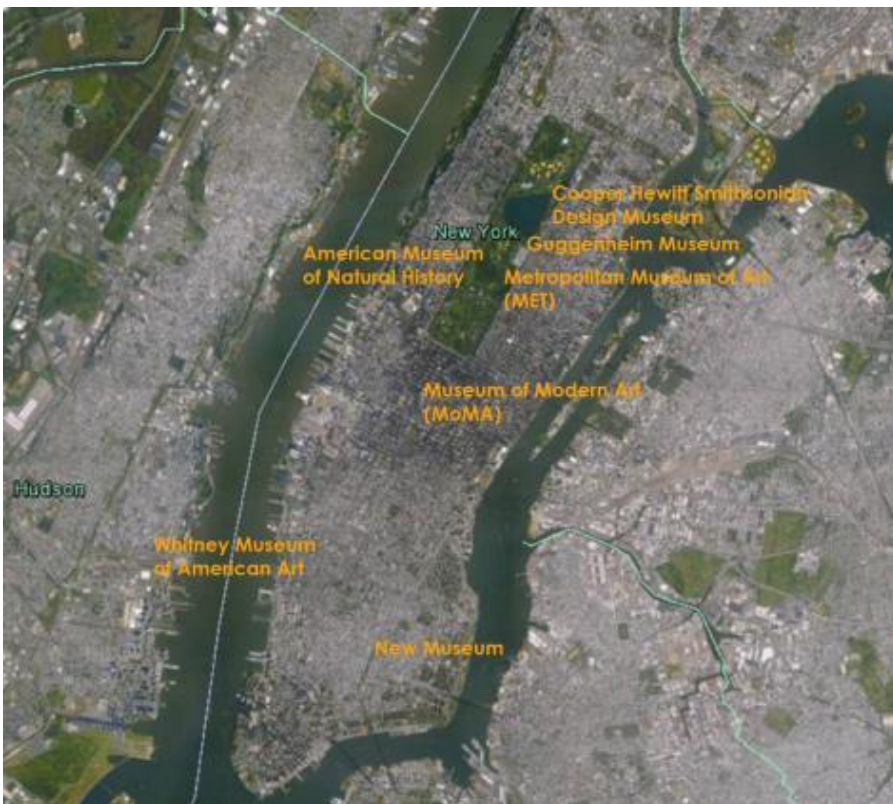 Cooper Hewitt Smithsonian
Design Museum
New York
Guggenheim Museum
American Museum
of Natural History
Metropolitan Museum of Art
(MET)
Museum of Modern Art
(MoMA)
Hudson
Whitney Museum
of American Art
New Museum